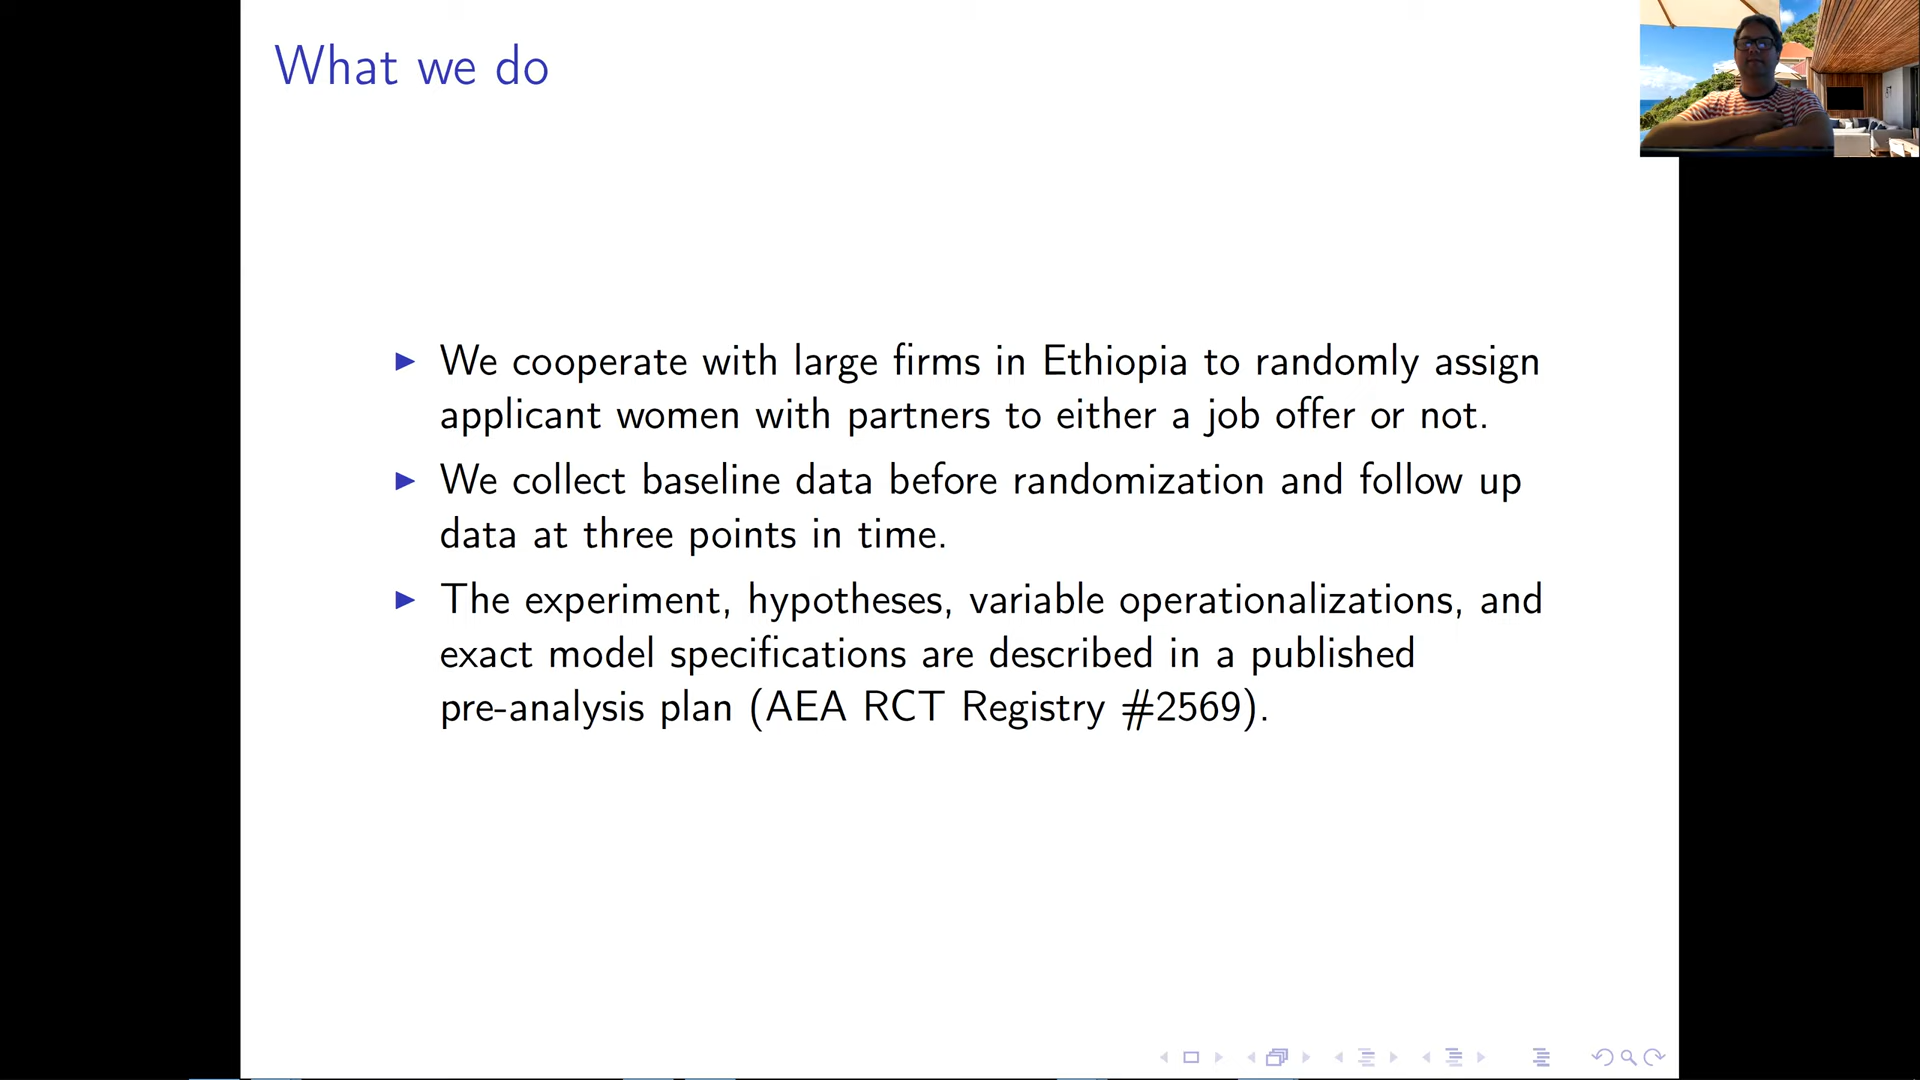 What we do
We cooperate with large firms in Ethiopia to randomly assign
applicant women with partners to either a job offer or not.
We collect baseline data before randomization and follow up
data at three points in time.
The experiment, hypotheses, variable operationalizations, and
exact model specifications are described in a published
pre-analysis plan (AEA RCT Registry #2569).